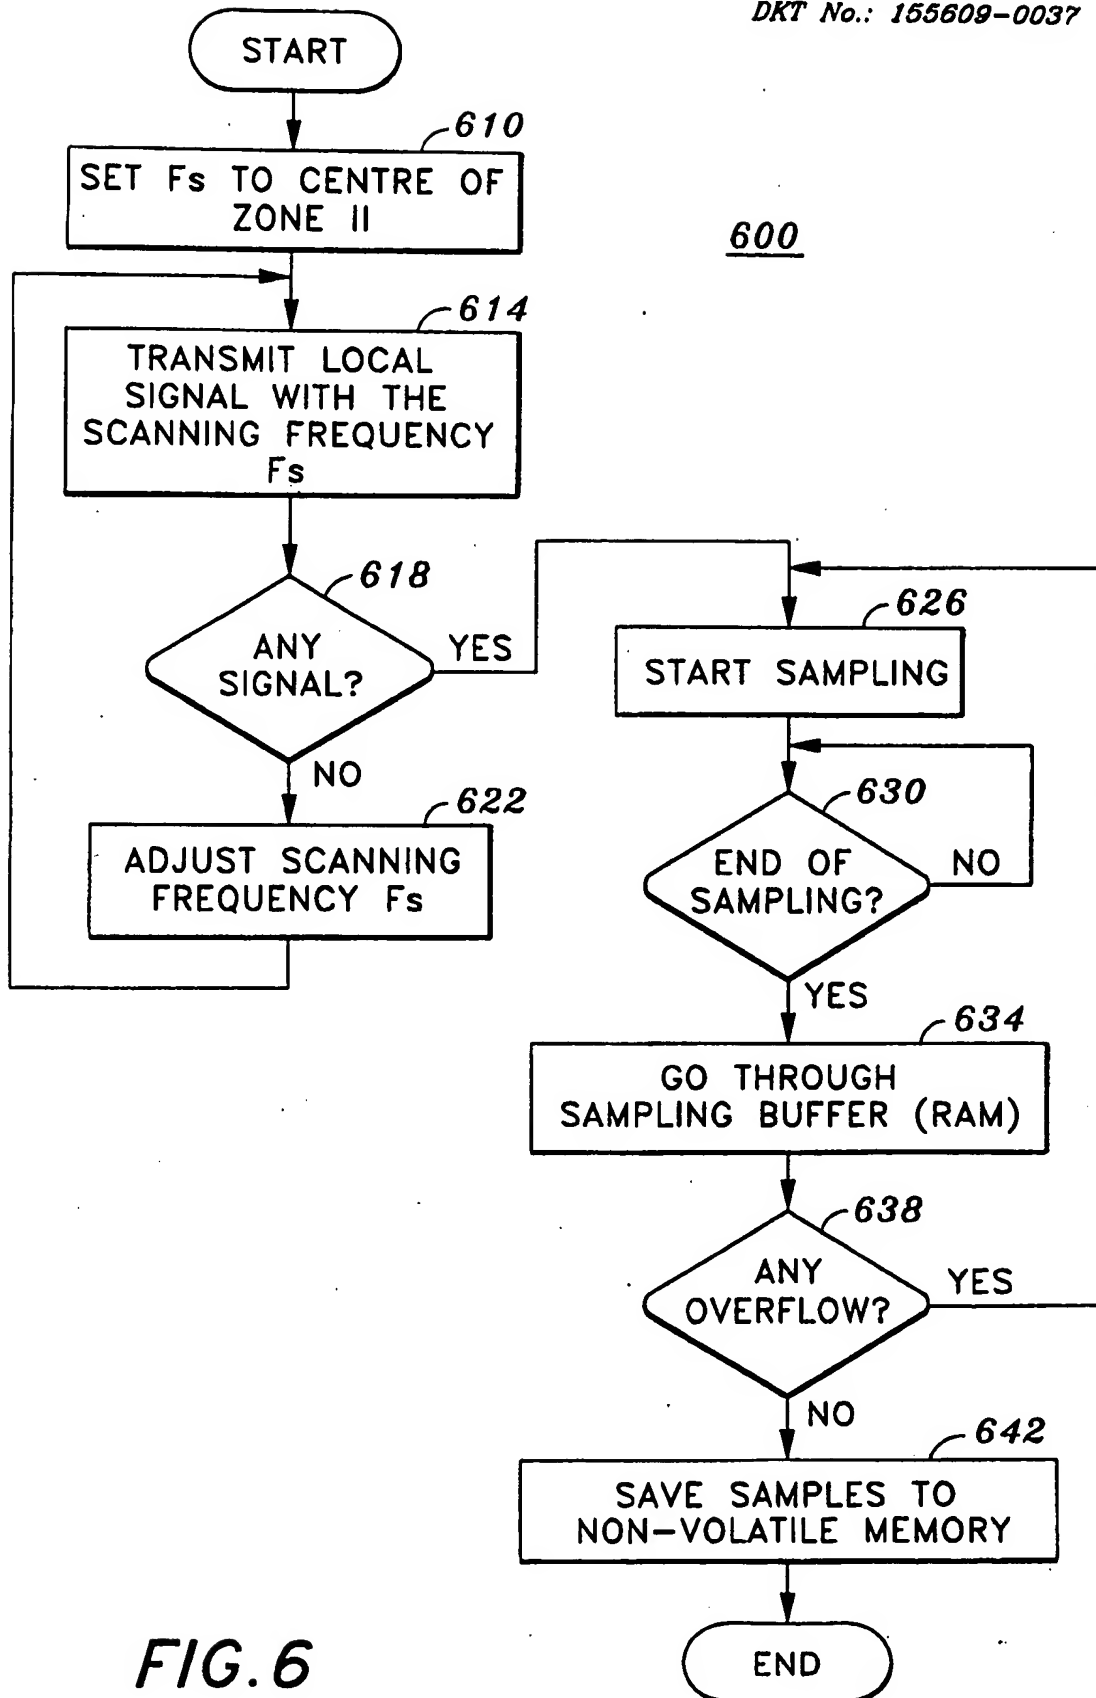 DKT No.: 155609-0037
START
610
SET Fs TO CENTRE OF
ZONE II
600
614
TRANSMIT LOCAL
SIGNAL WITH THE
SCANNING FREQUENCY
Fs
618
ANY
SIGNAL?
YES
NO
622
ADJUST SCANNING
FREQUENCY Fs
626
START SAMPLING
630
END OF
SAMPLING?
NO
YES
634
GO THROUGH
SAMPLING BUFFER (RAM)
638
ANY
OVERFLOW?
YES
NO
642
SAVE SAMPLES TO
NON-VOLATILE MEMORY
END
FIG.6